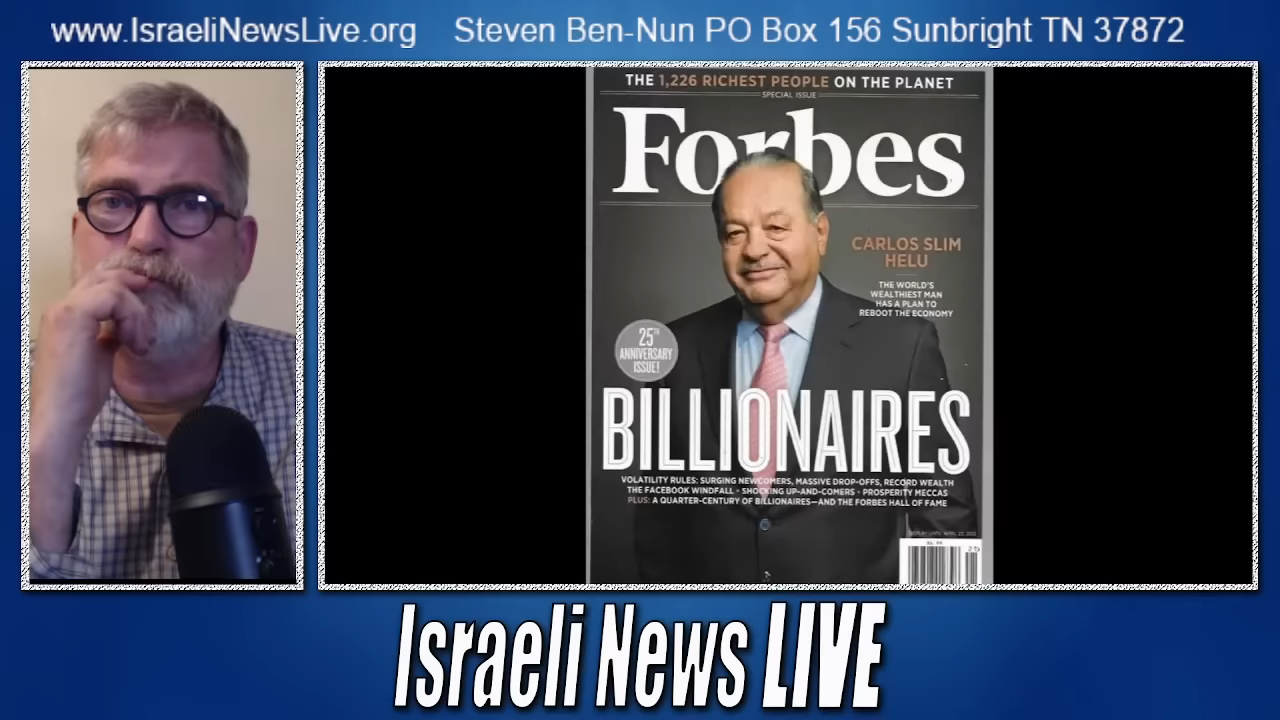 www.IsraeliNewsLive.org Steven Ben-Nun PO Box 156 Sunbright TN 37872
THE 1,226 RICHEST PEOPLE ON THE PLANET
SPECIAL ISSUE
Forbes
CARLOS SLIM
HELU
THE WORLD'S
WEALTHIEST MAN
HAS A PLAN TO
REBOOT THE ECONOMY
25TH
ANNIVERSARY
ISSUE!
BILLIONAIRES
VOLATILITY RULES: SURGING NEWCOMERS, MASSIVE DROP-OFFS, RECORD WEALTH
THE FACEBOOK WINDFALL • SHOCKING UP-AND-COMERS • PROSPERITY MECCAS
PLUS: A QUARTER-CENTURY OF BILLIONAIRES—AND THE FORBES HALL OF FAME
Israeli News LIVE